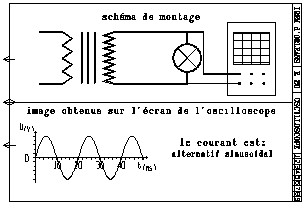 schéma de montage
image obtenue sur l'écran de l'oscilloscope
U(V)
0
10 20 30 40 t(ms)
le courant est:
alternatif sinusoïdal